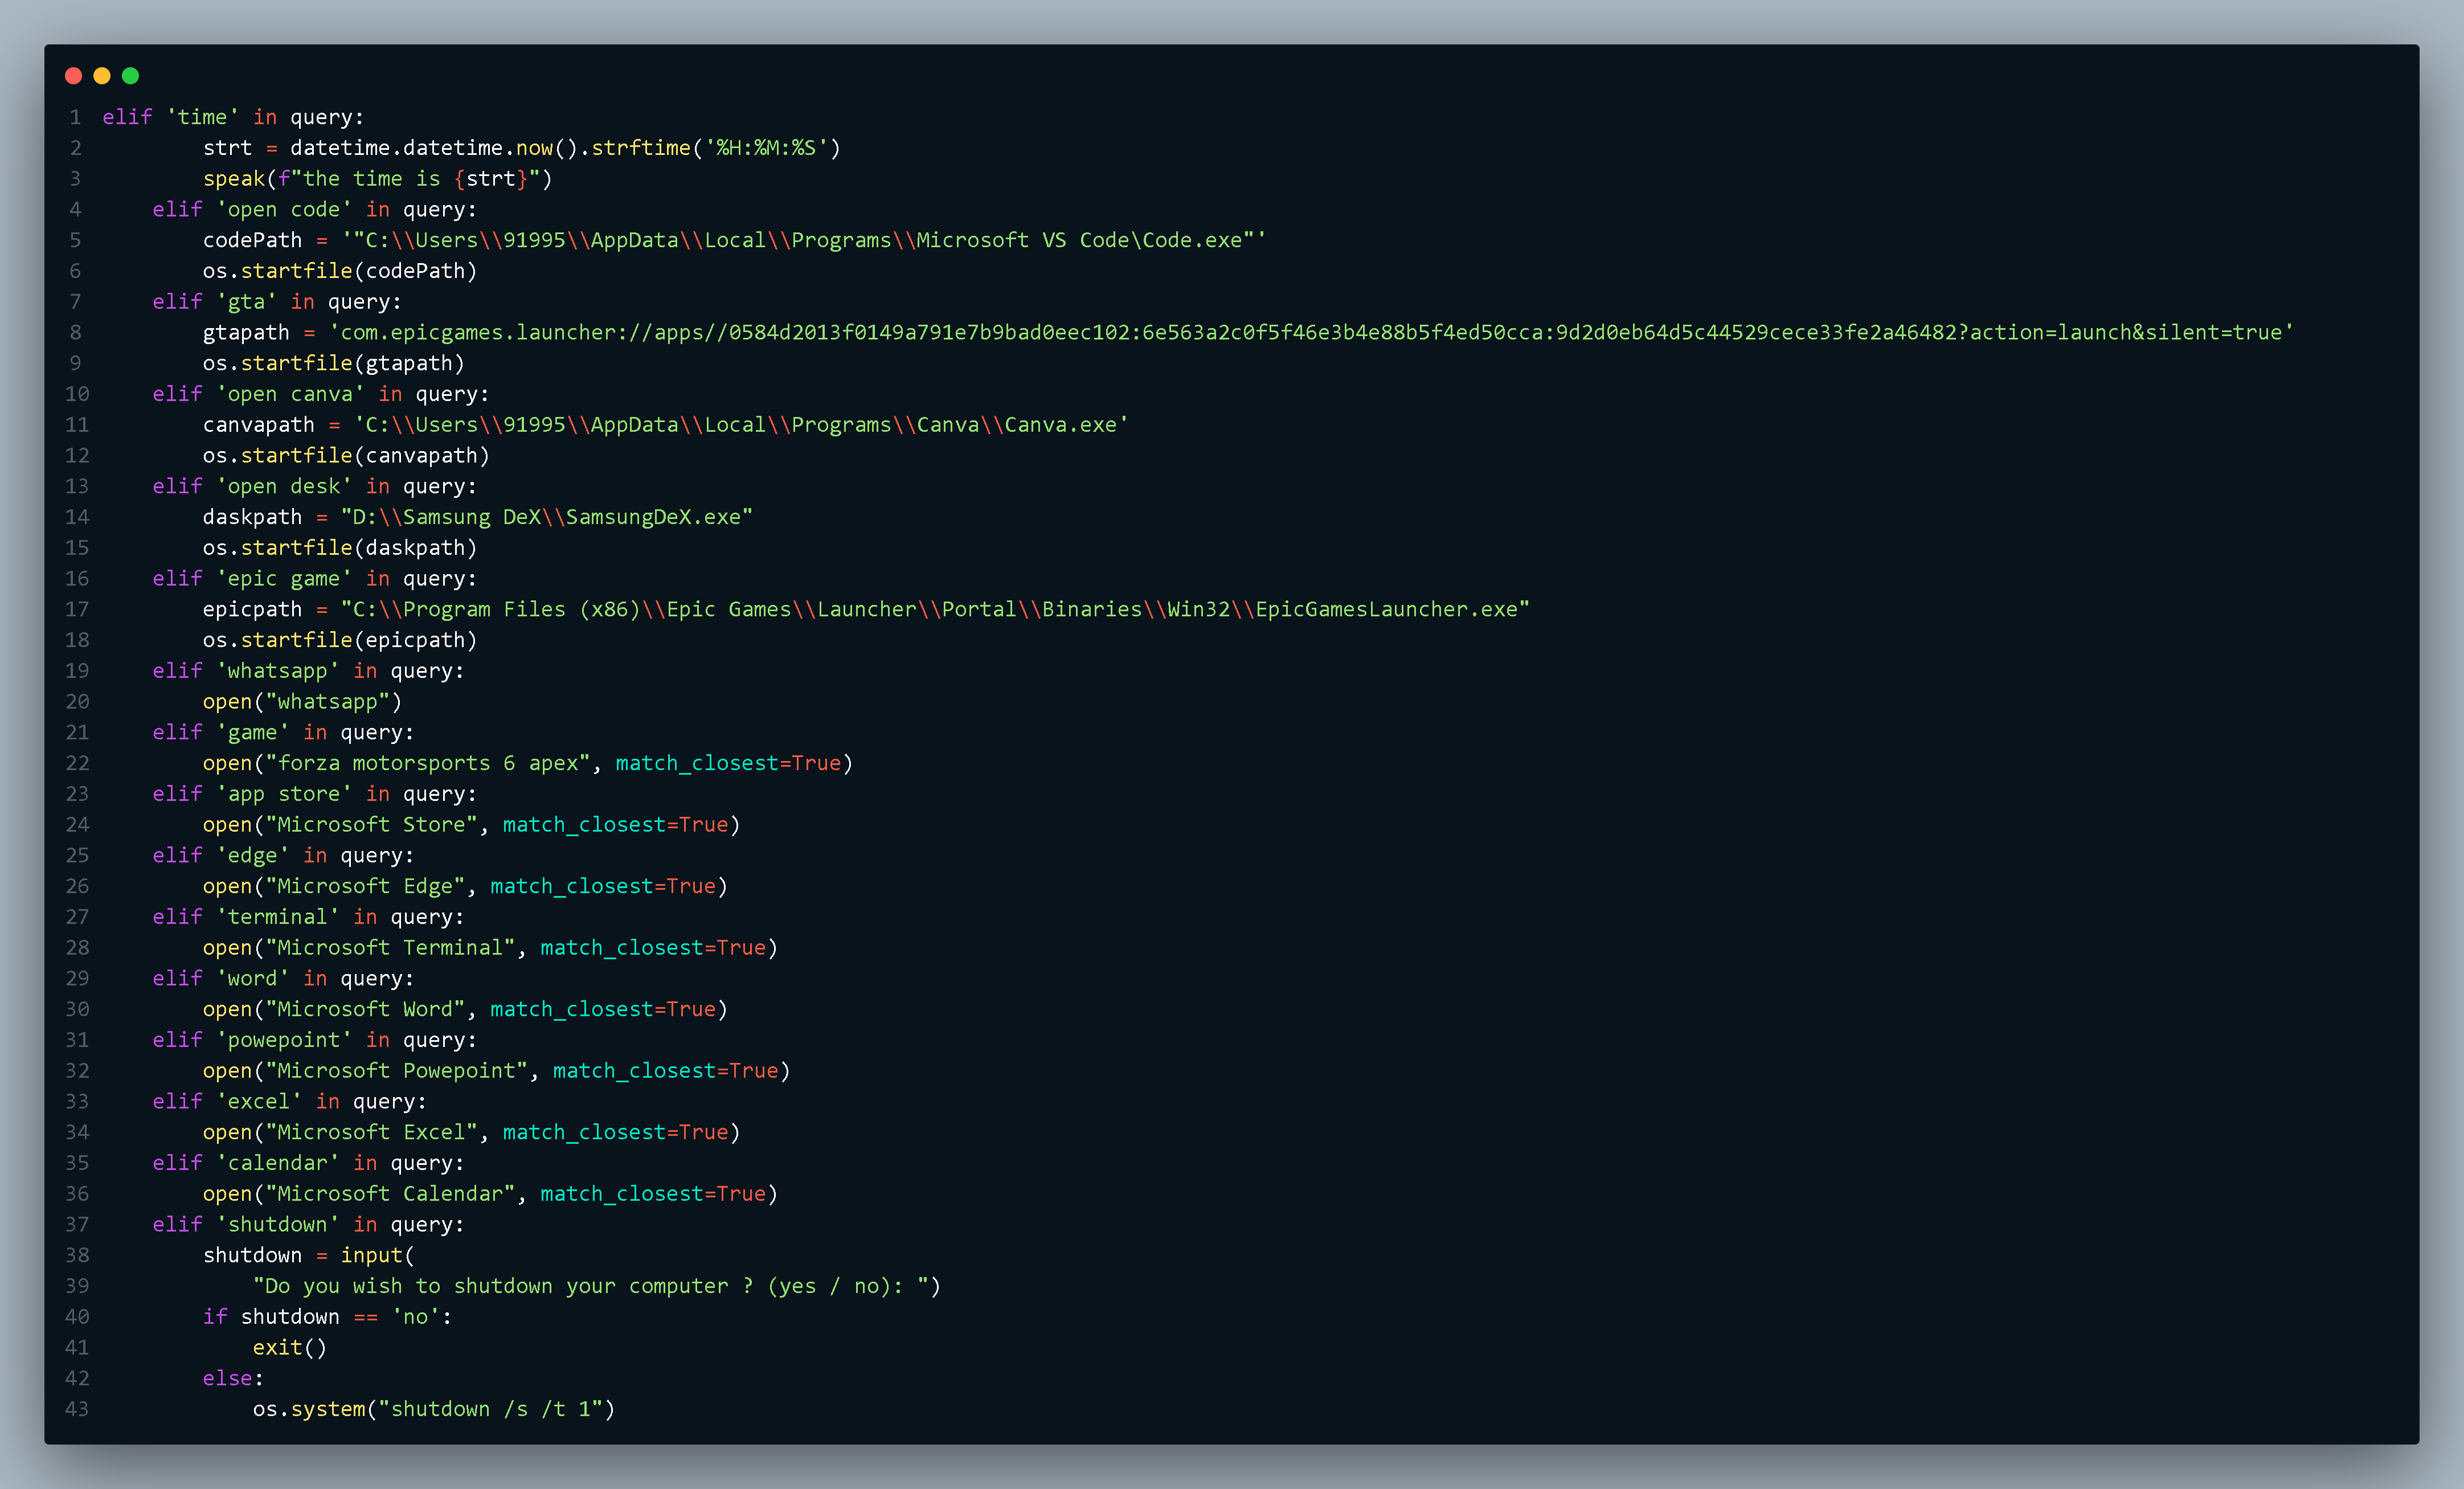 1 elif 'time' in query:
2         strt = datetime.datetime.now().strftime('%H:%M:%S')
3         speak(f"the time is {strt}")
4     elif 'open code' in query:
5         codePath = '"C:\\Users\\91995\\AppData\\Local\\Programs\\Microsoft VS Code\Code.exe"'
6         os.startfile(codePath)
7     elif 'gta' in query:
8         gtapath = 'com.epicgames.launcher://apps//0584d2013f0149a791e7b9bad0eec102:6e563a2c0f5f46e3b4e88b5f4ed50cca:9d2d0eb64d5c44529cece33fe2a46482?action=launch&silent=true'
9         os.startfile(gtapath)
10     elif 'open canva' in query:
11         canvapath = 'C:\\Users\\91995\\AppData\\Local\\Programs\\Canva\\Canva.exe'
12         os.startfile(canvapath)
13     elif 'open desk' in query:
14         daskpath = "D:\\Samsung DeX\\SamsungDeX.exe"
15         os.startfile(daskpath)
16     elif 'epic game' in query:
17         epicpath = "C:\\Program Files (x86)\\Epic Games\\Launcher\\Portal\\Binaries\\Win32\\EpicGamesLauncher.exe"
18         os.startfile(epicpath)
19     elif 'whatsapp' in query:
20         open("whatsapp")
21     elif 'game' in query:
22         open("forza motorsports 6 apex", match_closest=True)
23     elif 'app store' in query:
24         open("Microsoft Store", match_closest=True)
25     elif 'edge' in query:
26         open("Microsoft Edge", match_closest=True)
27     elif 'terminal' in query:
28         open("Microsoft Terminal", match_closest=True)
29     elif 'word' in query:
30         open("Microsoft Word", match_closest=True)
31     elif 'powepoint' in query:
32         open("Microsoft Powepoint", match_closest=True)
33     elif 'excel' in query:
34         open("Microsoft Excel", match_closest=True)
35     elif 'calendar' in query:
36         open("Microsoft Calendar", match_closest=True)
37     elif 'shutdown' in query:
38         shutdown = input(
39             "Do you wish to shutdown your computer ? (yes / no): ")
40         if shutdown == 'no':
41             exit()
42         else:
43             os.system("shutdown /s /t 1")